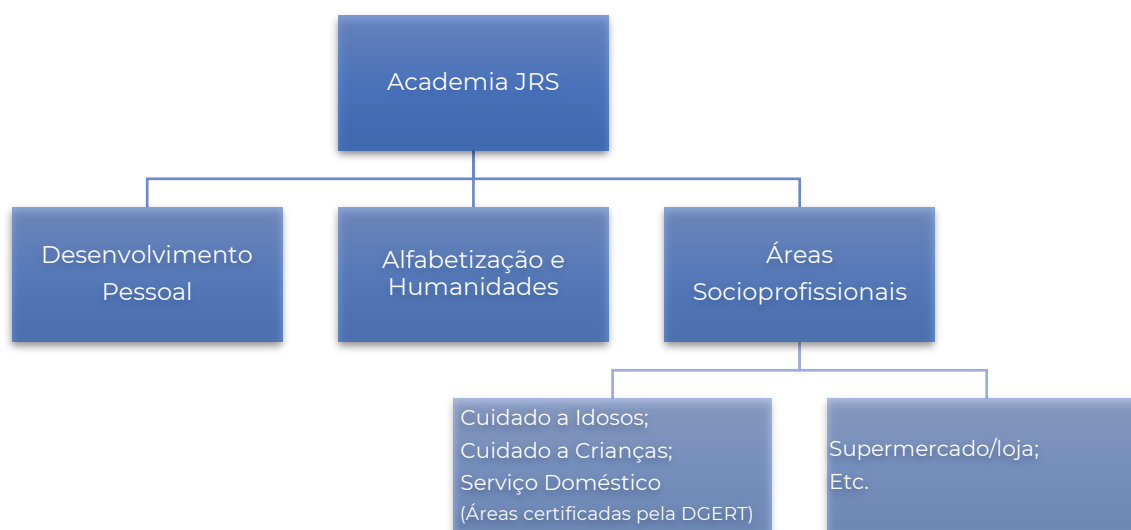 Academia JRS
Desenvolvimento
Pessoal
Alfabetização e
Humanidades
Áreas
Socioprofissionais
Cuidado a Idosos;
Cuidado a Crianças;
Serviço Doméstico
(Áreas certificadas pela DGERT)
Supermercado/loja;
Etc.